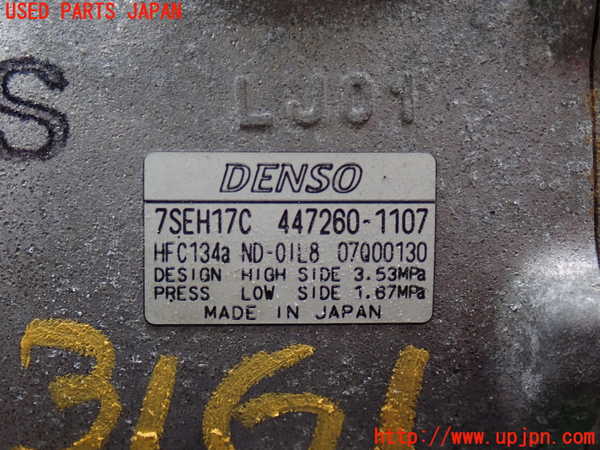 USED PARTS JAPAN
S
LJ01
DENSO
7SEH17C 447260-1107
HFC134a ND-OIL8 07Q00130
DESIGN HIGH SIDE 3.53MPa
PRESS LOW SIDE 1.67MPa
MADE IN JAPAN
3161
http://www.upjpn.com/